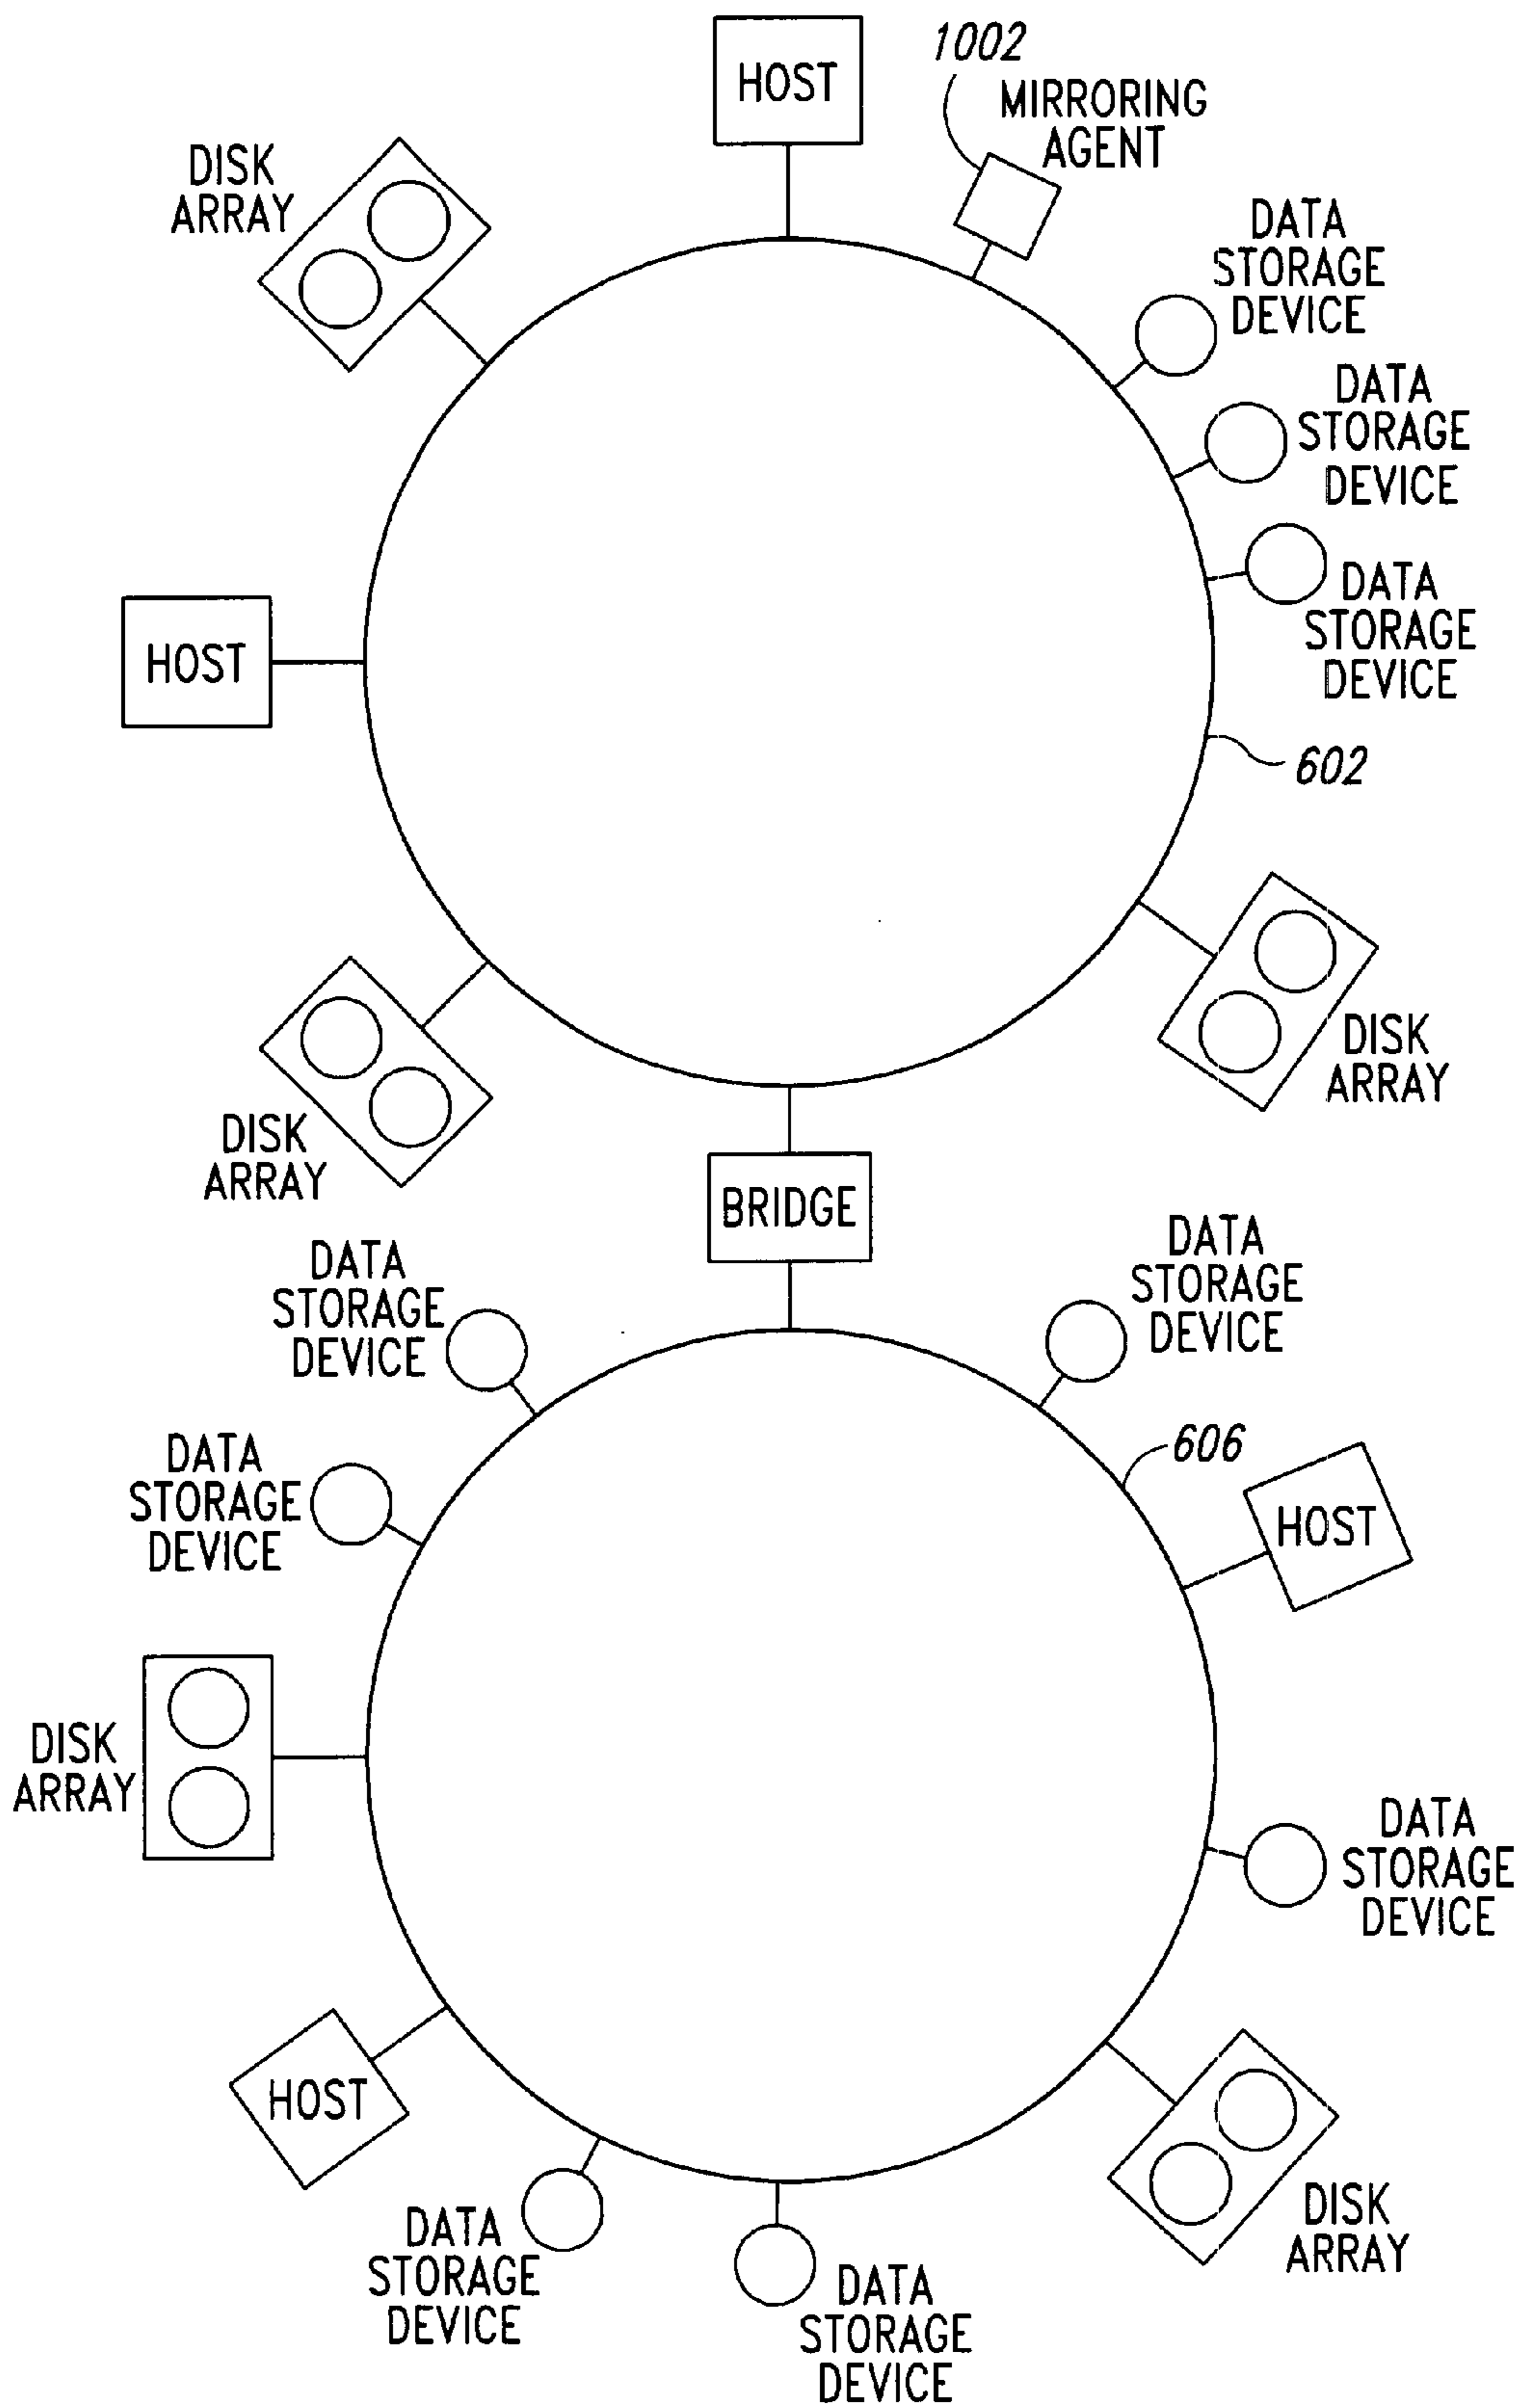 HOST
1002
MIRRORING
AGENT
DISK
ARRAY
DATA
STORAGE
DEVICE
DATA
STORAGE
DEVICE
DATA
STORAGE
DEVICE
HOST
602
DISK
ARRAY
DISK
ARRAY
BRIDGE
DATA
STORAGE
DEVICE
DATA
STORAGE
DEVICE
606
DATA
STORAGE
DEVICE
HOST
DISK
ARRAY
DATA
STORAGE
DEVICE
HOST
DISK
ARRAY
DATA
STORAGE
DEVICE
DATA
STORAGE
DEVICE